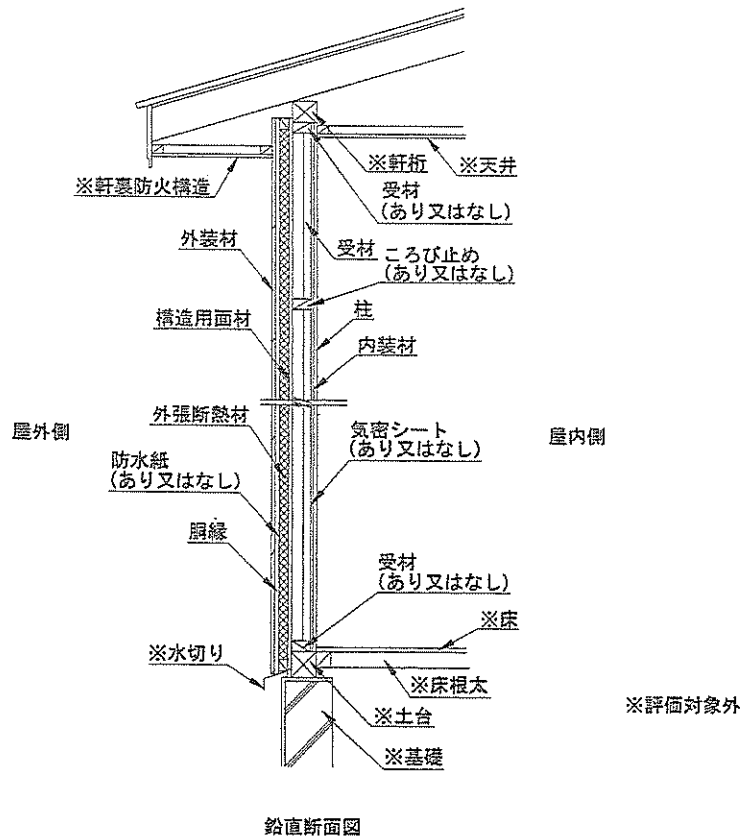 ※軒桁
※天井
※軒裏防火構造
受材
(あり又はなし)
外装材
受材
ころび止め
(あり又はなし)
構造用面材
柱
内装材
外張断熱材
屋外側
気密シート
(あり又はなし)
屋内側
防水紙
(あり又はなし)
胴縁
受材
(あり又はなし)
※床
※水切り
※床根太
※評価対象外
※土台
※基礎
鉛直断面図